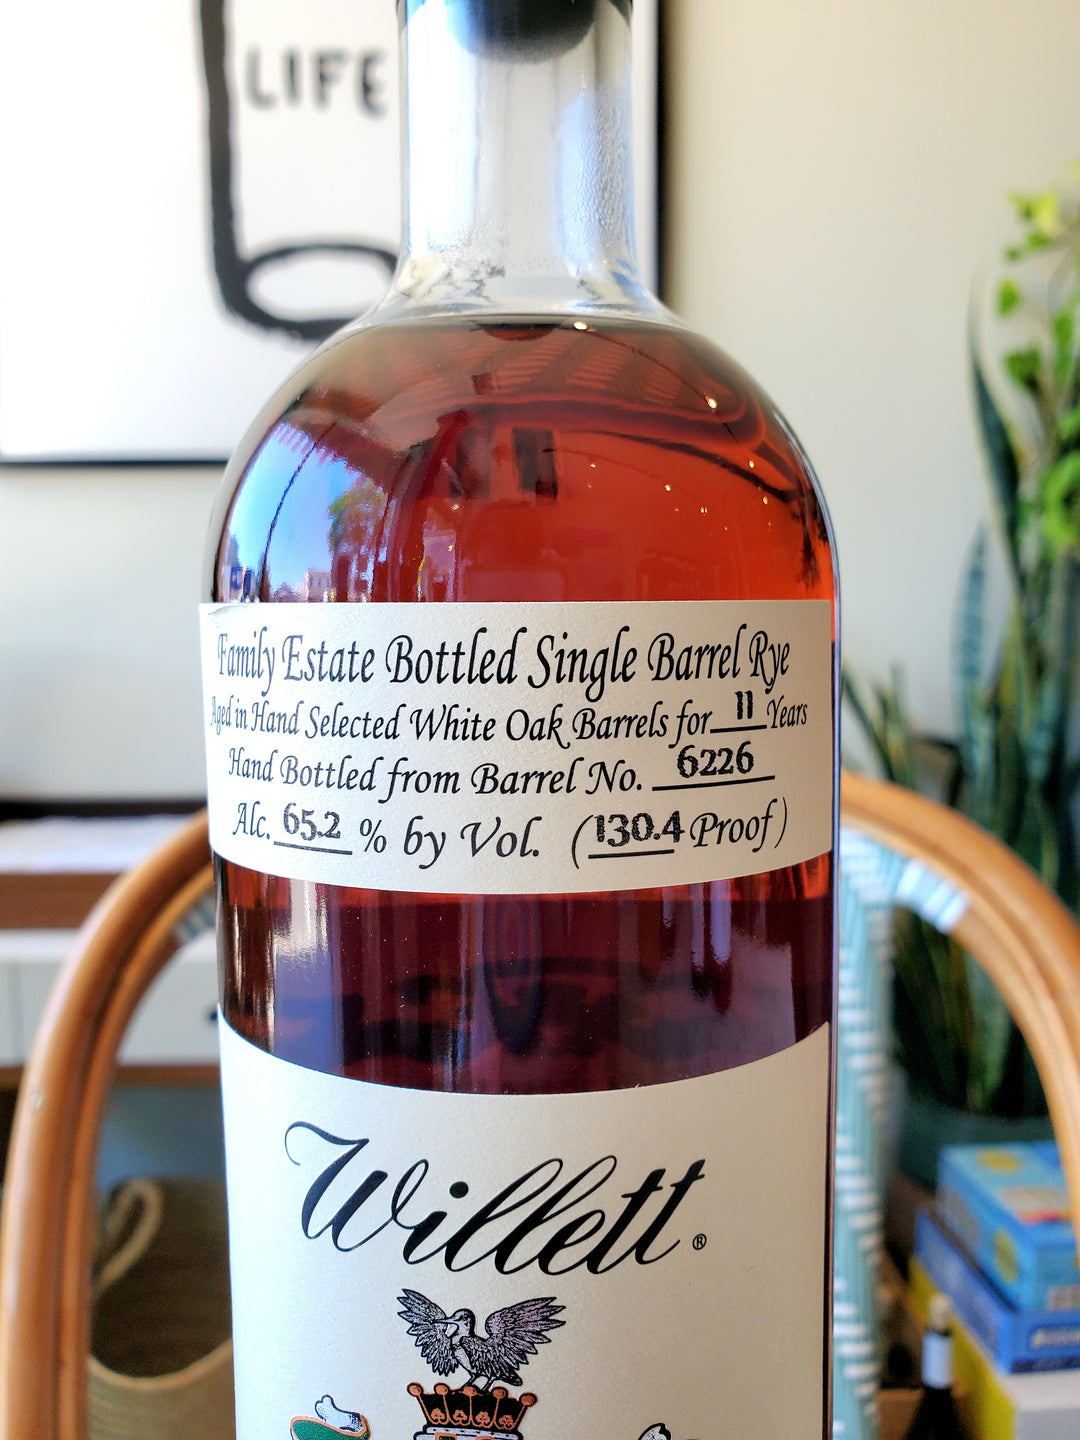 LIFE
Family Estate Bottled Single Barrel Rye
Aged in Hand Selected White Oak Barrels for 11 Years
Hand Bottled from Barrel No. 6226
Alc. 65.2 % by Vol. (130.4 Proof)
Willett®